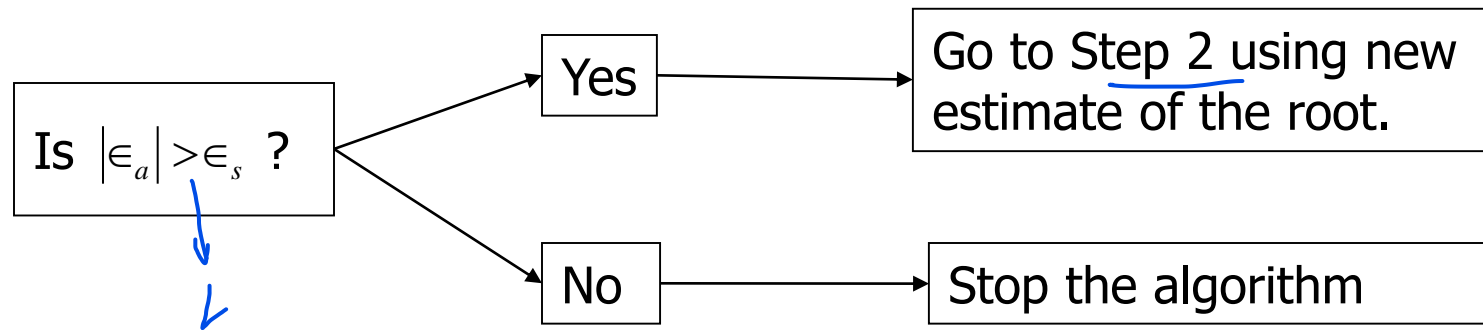 Is |∈ₐ| >∈ₛ ?
Yes
Go to Step 2 using new
estimate of the root.
No
Stop the algorithm